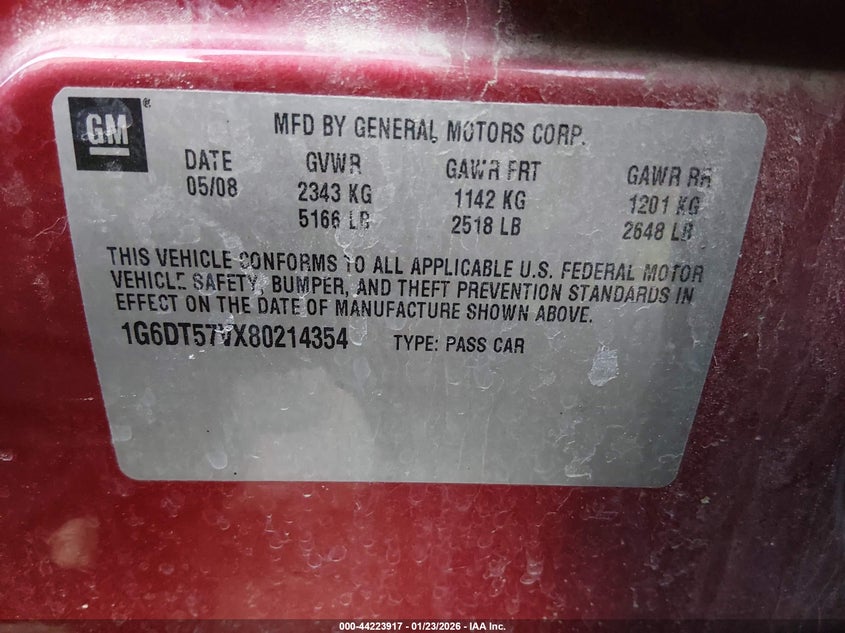 GM
®
MFD BY GENERAL MOTORS CORP.
DATE GVWR GAWR FRT GAWR RR
05/08 2343 KG 1142 KG 1201 KG
5166 LB 2518 LB 2648 LB
THIS VEHICLE CONFORMS TO ALL APPLICABLE U.S. FEDERAL MOTOR
VEHICLE SAFETY, BUMPER, AND THEFT PREVENTION STANDARDS IN
EFFECT ON THE DATE OF MANUFACTURE SHOWN ABOVE.
1G6DT57VX80214354 TYPE: PASS CAR
000-44223917 - 01/23/2026 - IAA Inc.